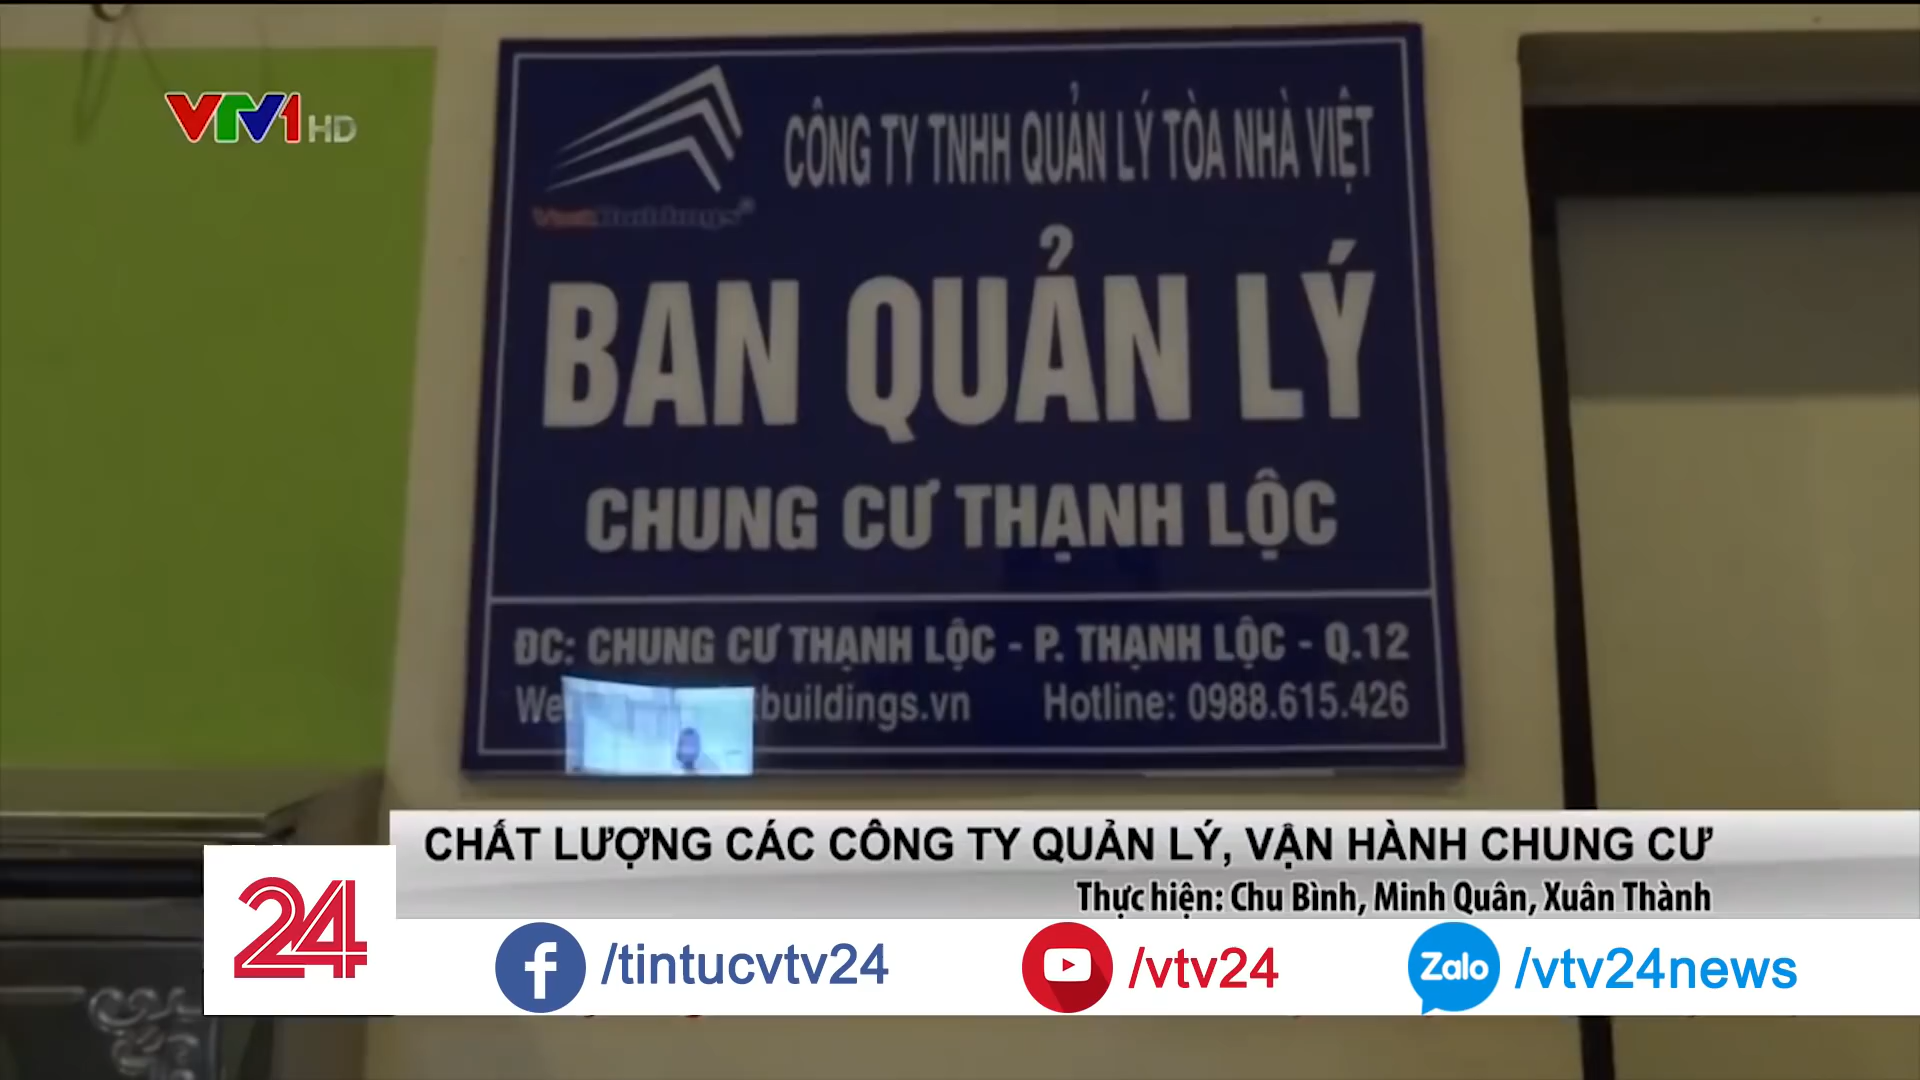 VTV1 HD
CÔNG TY TNHH QUẢN LÝ TÒA NHÀ VIỆT
VietBuildings®
BAN QUẢN LÝ
CHUNG CƯ THẠNH LỘC
ĐC: CHUNG CƯ THẠNH LỘC - P. THẠNH LỘC - Q.12
buildings.vn Hotline: 0988.615.426
CHẤT LƯỢNG CÁC CÔNG TY QUẢN LÝ, VẬN HÀNH CHUNG CƯ
Thực hiện: Chu Bình, Minh Quân, Xuân Thành
24
/tintucvtv24 /vtv24 Zalo /vtv24news